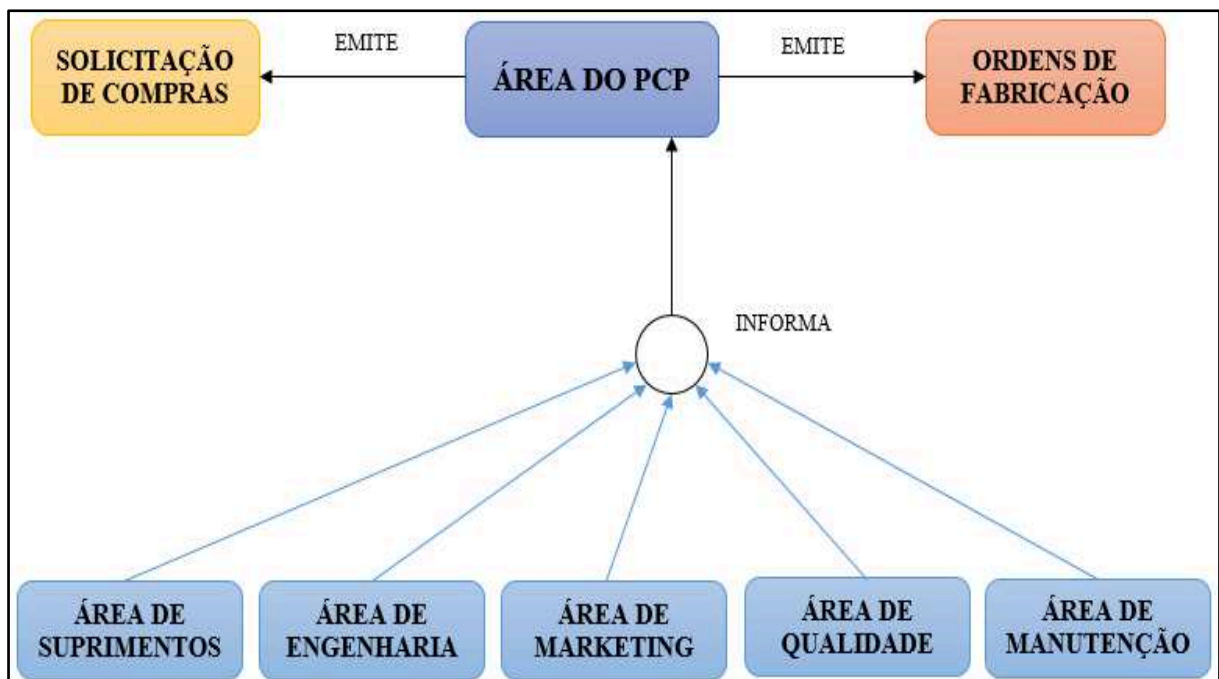 SOLICITAÇÃO
DE COMPRAS
EMITE
ÁREA DO PCP
EMITE
ORDENS DE
FABRICAÇÃO
INFORMA
ÁREA DE
SUPRIMENTOS
ÁREA DE
ENGENHARIA
ÁREA DE
MARKETING
ÁREA DE
QUALIDADE
ÁREA DE
MANUTENÇÃO